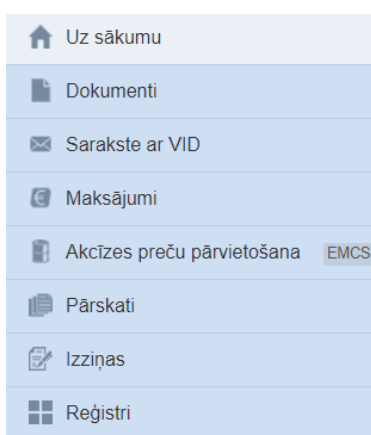 Uz sākumu
Dokumenti
Sarakste ar VID
Maksājumi
Akcīzes preču pārvietošana EMCS
Pārskati
Izziņas
Reģistri